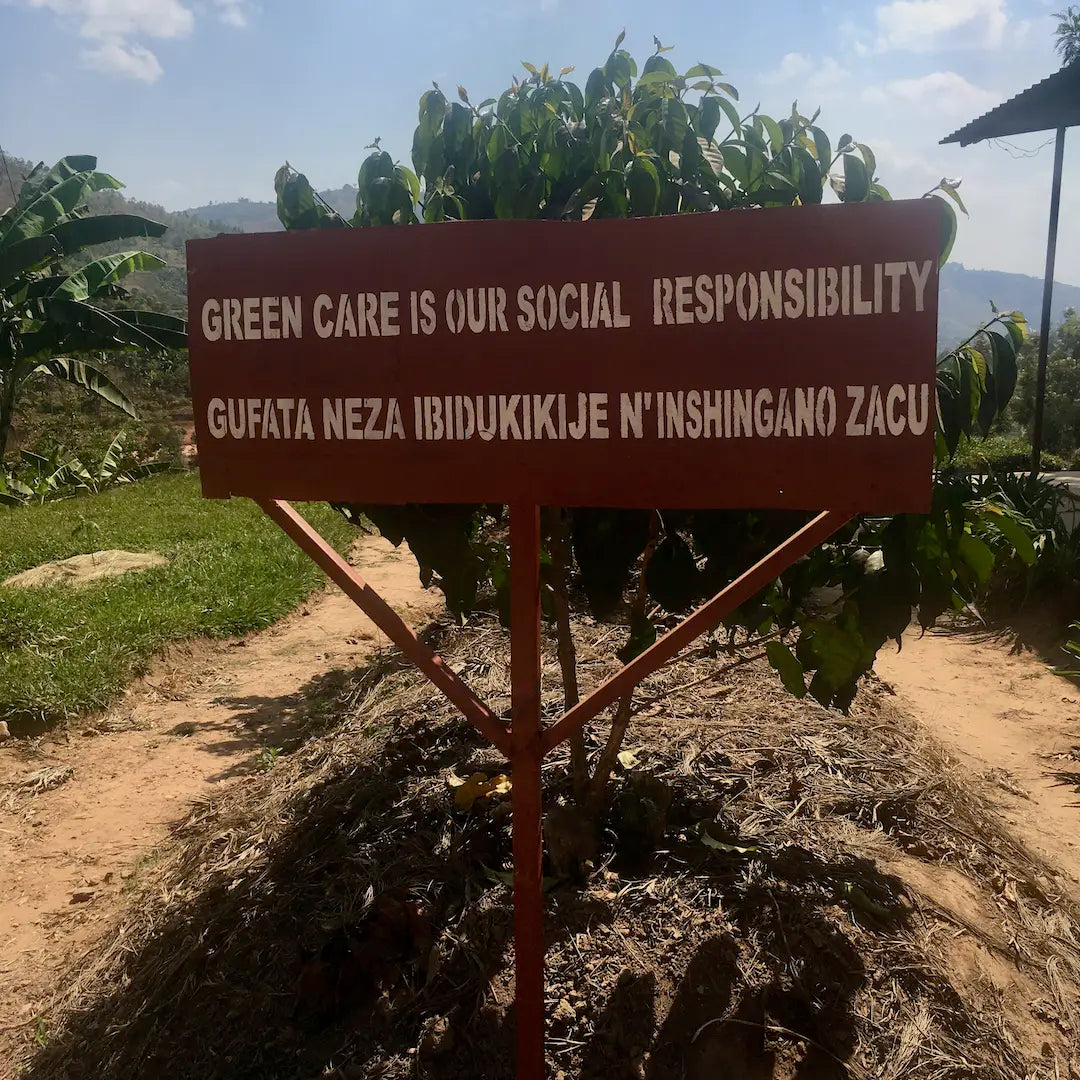 GREEN CARE IS OUR SOCIAL RESPONSIBILITY
GUFATA NEZA IBIDUKIKIJE N'INSHINGANO ZACU